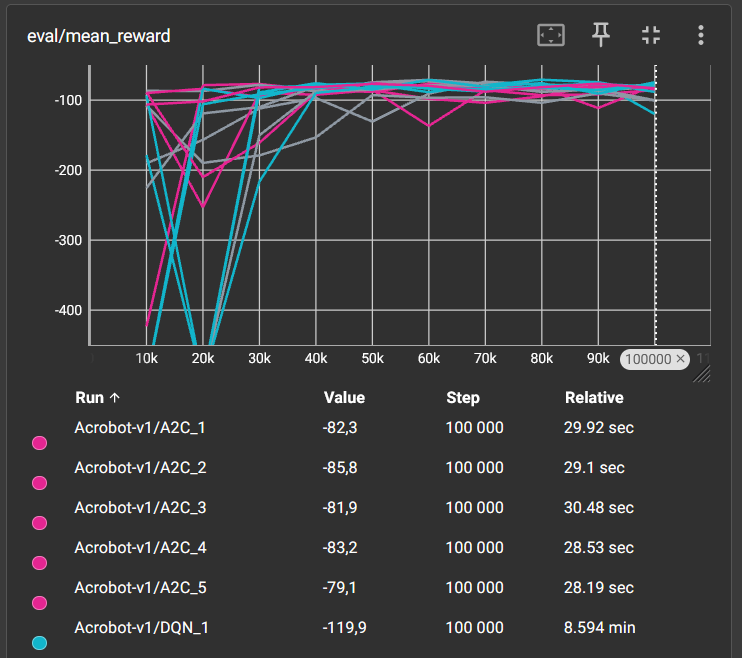 eval/mean_reward
-100
-200
-300
-400
10k 20k 30k 40k 50k 60k 70k 80k 90k 100000 ✕ 11
Run ↑ Value Step Relative
Acrobot-v1/A2C_1 -82,3 100 000 29.92 sec
Acrobot-v1/A2C_2 -85,8 100 000 29.1 sec
Acrobot-v1/A2C_3 -81,9 100 000 30.48 sec
Acrobot-v1/A2C_4 -83,2 100 000 28.53 sec
Acrobot-v1/A2C_5 -79,1 100 000 28.19 sec
Acrobot-v1/DQN_1 -119,9 100 000 8.594 min